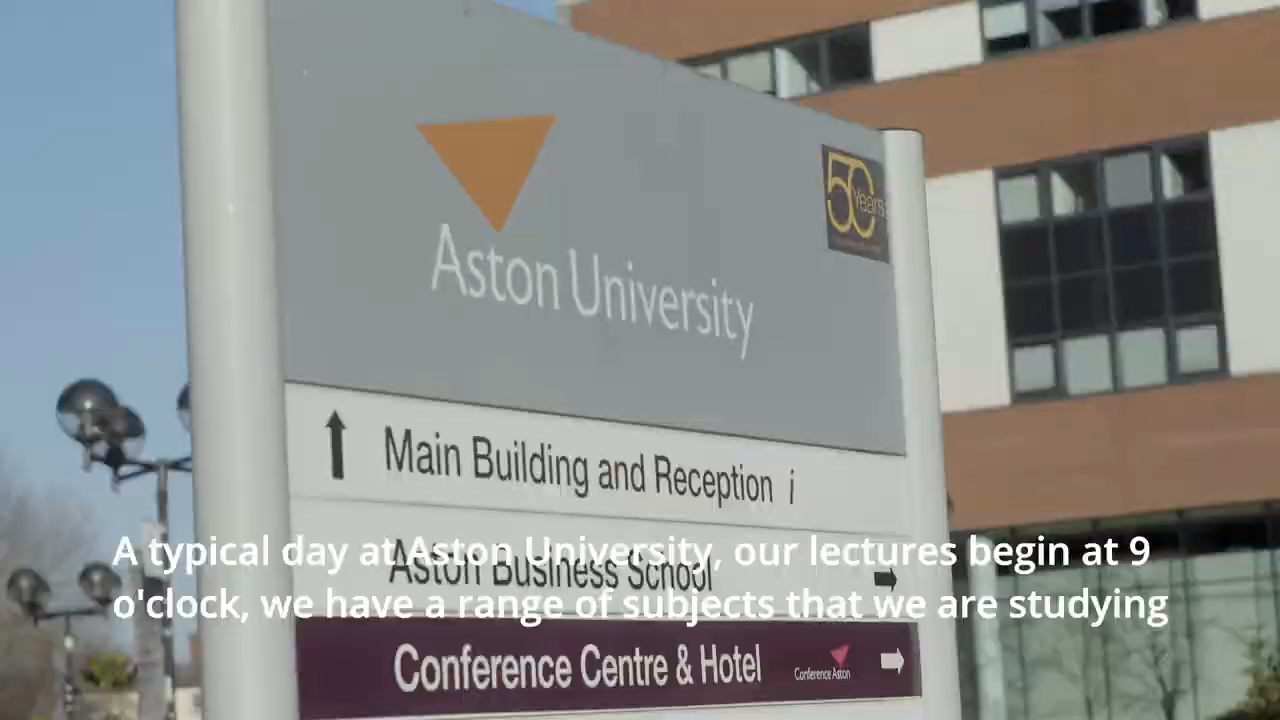 50
Years
Aston University
Main Building and Reception i
Aston Business School
A typical day at Aston University, our lectures begin at 9
o'clock, we have a range of subjects that we are studying
Conference Centre & Hotel
Conference Aston